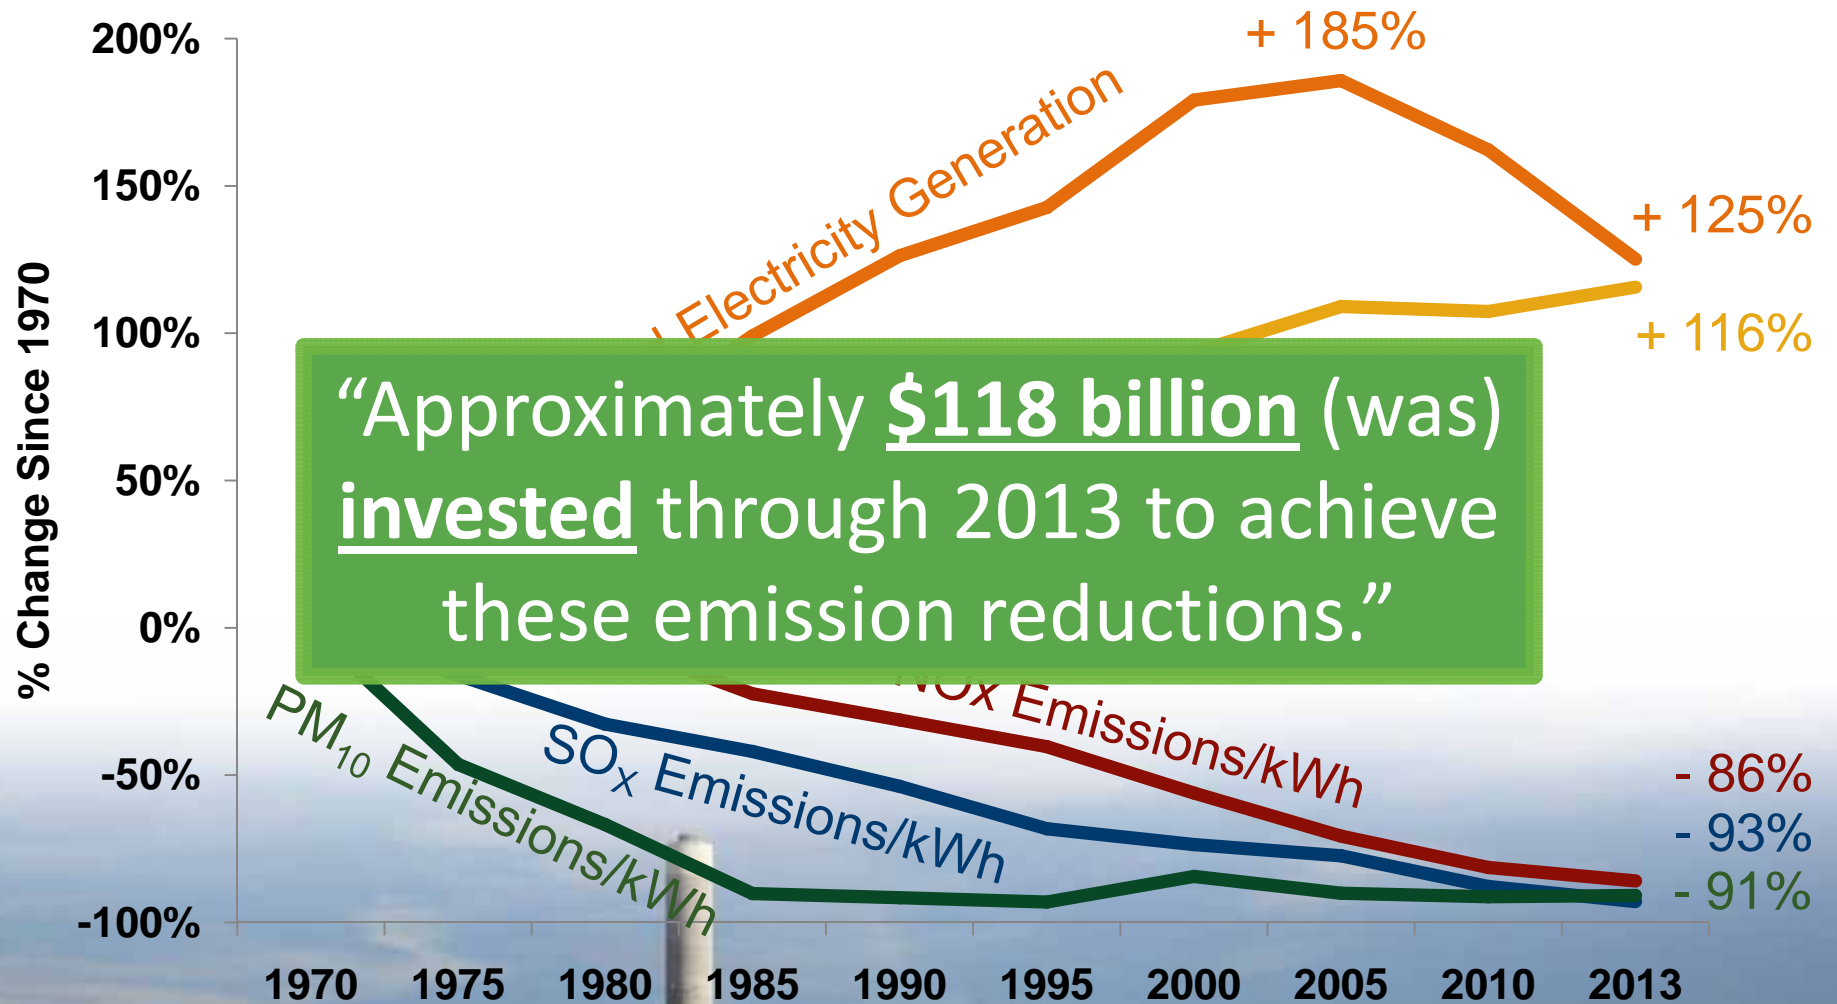 + 185%
200%
150%
100%
50%
0%
-50%
-100%
% Change Since 1970
Electricity Generation
+ 125%
+ 116%
“Approximately $118 billion (was)
invested through 2013 to achieve
these emission reductions.”
NOx Emissions/kWh
SOX Emissions/kWh
PM10 Emissions/kWh
- 86%
- 93%
- 91%
1970 1975 1980 1985 1990 1995 2000 2005 2010 2013